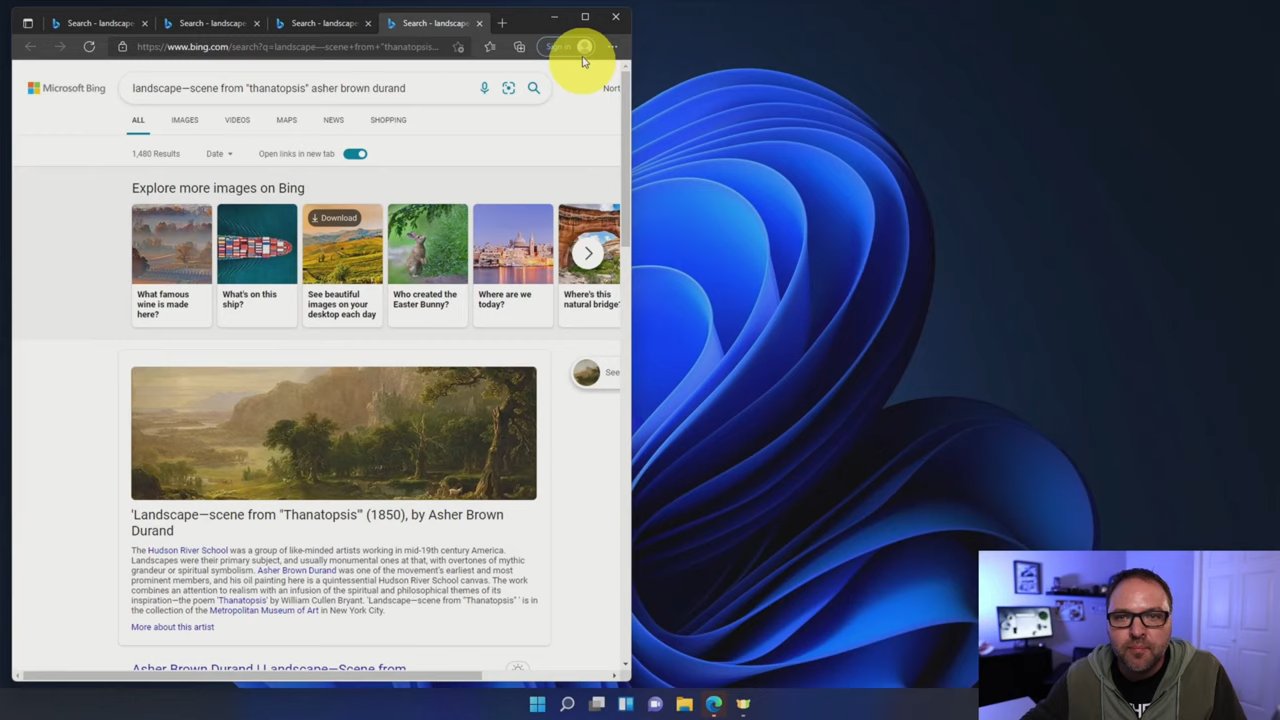 Search - landscape
Search - landscape
Search - landscape
Search - landscape
https://www.bing.com/search?q=landscape—scene+from+"thanatopsis...
Sign in
Microsoft Bing
landscape—scene from "thanatopsis" asher brown durand
Nort
ALL IMAGES VIDEOS MAPS NEWS SHOPPING
1,480 Results Date Open links in new tab
Explore more images on Bing
Download
What famous
wine is made
here?
What's on this
ship?
See beautiful
images on your
desktop each day
Who created the
Easter Bunny?
Where are we
today?
Where's this
natural bridge?
See
'Landscape—scene from "Thanatopsis"' (1850), by Asher Brown
Durand
The Hudson River School was a group of like-minded artists working in mid-19th century America.
Landscapes were their primary subject, and usually monumental ones at that, with overtones of mythic
grandeur or spiritual symbolism. Asher Brown Durand was one of the movement's earliest and most
prominent members, and his oil painting here is a quintessential Hudson River School canvas. The work
combines an attention to realism with an infusion of the spiritual and philosophical themes of its
inspiration—the poem 'Thanatopsis' by William Cullen Bryant. 'Landscape—scene from "Thanatopsis" ' is in
the collection of the Metropolitan Museum of Art in New York City.
More about this artist
Asher Brown Durand | Landscape—Scene from